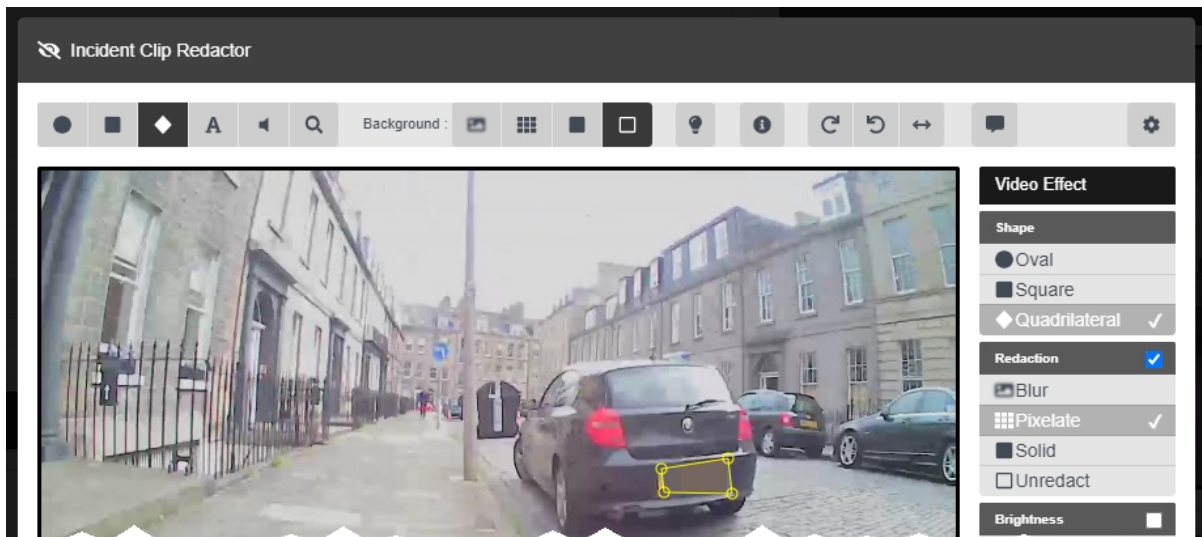 Incident Clip Redactor
A
Background :
Video Effect
Shape
Oval
Square
Quadrilateral
Redaction
Blur
Pixelate
Solid
Unredact
Brightness